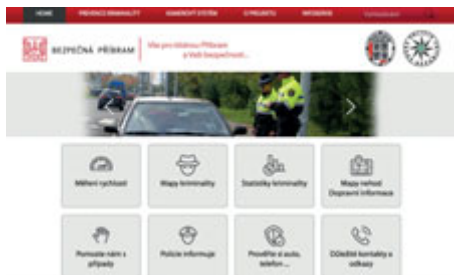 HOME PREVENCE KRIMINALITY KAMEROVÝ SYSTÉM O PROJEKTU INFOSERVIS
BEZPEČNÁ PŘÍBRAM
Vše pro klidnou Příbram
a Vaši bezpečnost...
Měření rychlosti
Mapy kriminality
Statistiky kriminality
Mapy nehod
Dopravní informace
Pomozte nám s
případy
Policie informuje
Prověřte si auto,
telefon ...
Důležité kontakty a
odkazy